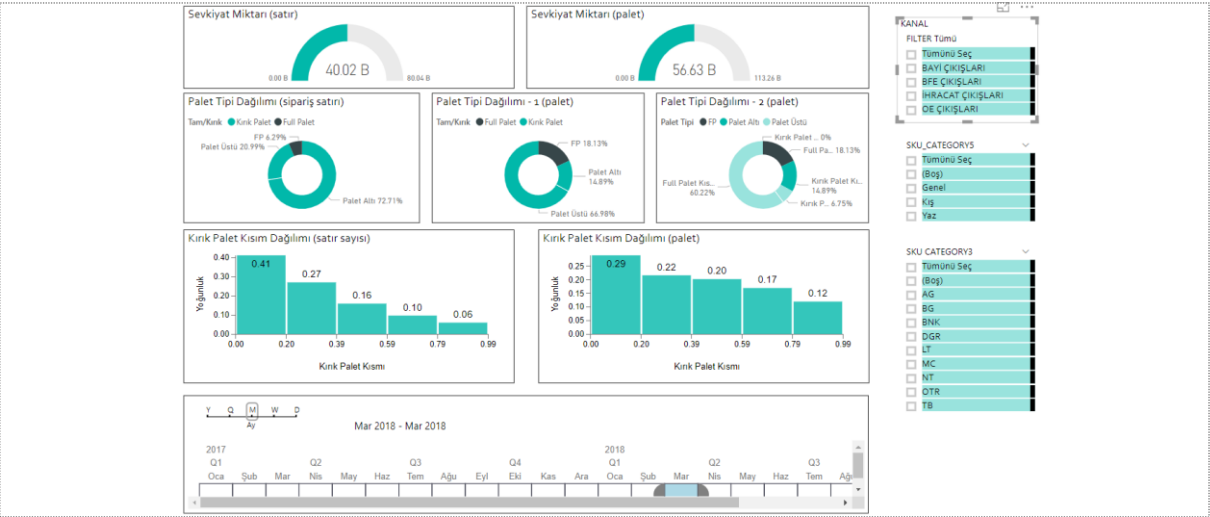 Sevkiyat Miktarı (satır)
40.02 B
0.00 B
80.04 B
Sevkiyat Miktarı (palet)
56.63 B
0.00 B
113.26 B
Palet Tipi Dağılımı (sipariş satırı)
Tam/Kırık Kırık Palet Full Palet
FP 6.29%
Palet Üstü 20.99%
Palet Altı 72.71%
Palet Tipi Dağılımı - 1 (palet)
Tam/Kırık Full Palet Kırık Palet
FP 18.13%
Palet Altı
14.89%
Palet Üstü 66.98%
Palet Tipi Dağılımı - 2 (palet)
Palet Tipi FP Palet Altı Palet Üstü
Kırık Palet ... 0%
Full Pa... 18.13%
Full Palet Kıs...
60.22%
Kırık Palet Kı...
14.89%
Kırık P... 6.75%
Kırık Palet Kısım Dağılımı (satır sayısı)
Yoğunluk
0.40
0.30
0.20
0.10
0.00
0.41
0.27
0.16
0.10
0.06
0.00 0.20 0.39 0.59 0.79 0.99
Kırık Palet Kısmı
Kırık Palet Kısım Dağılımı (palet)
Yoğunluk
0.25
0.20
0.15
0.10
0.05
0.00
0.29
0.22
0.20
0.17
0.12
0.00 0.20 0.39 0.59 0.79 0.99
Kırık Palet Kısmı
Y Q M W D
Ay
Mar 2018 - Mar 2018
2017 2018
Q1 Q2 Q3 Q4 Q1 Q2 Q3
Oca Şub Mar Nis May Haz Tem Ağu Eyl Eki Kas Ara Oca Şub Mar Nis May Haz Tem Ağ
KANAL
FILTER Tümü
Tümünü Seç
BAYİ ÇIKIŞLARI
BFE ÇIKIŞLARI
İHRACAT ÇIKIŞLARI
OE ÇIKIŞLARI
SKU_CATEGORY5
Tümünü Seç
(Boş)
Genel
Kış
Yaz
SKU CATEGORY3
Tümünü Seç
(Boş)
AG
BG
BNK
DGR
LT
MC
NT
OTR
TB